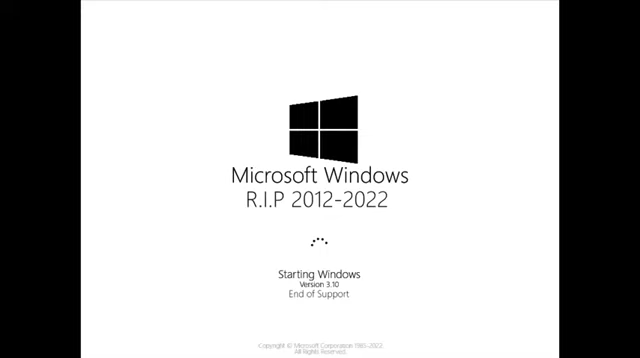 Microsoft Windows
R.I.P 2012-2022
Starting Windows
Version 3.10
End of Support
Copyright © Microsoft Corporation 1985-2022.
All Rights Reserved.